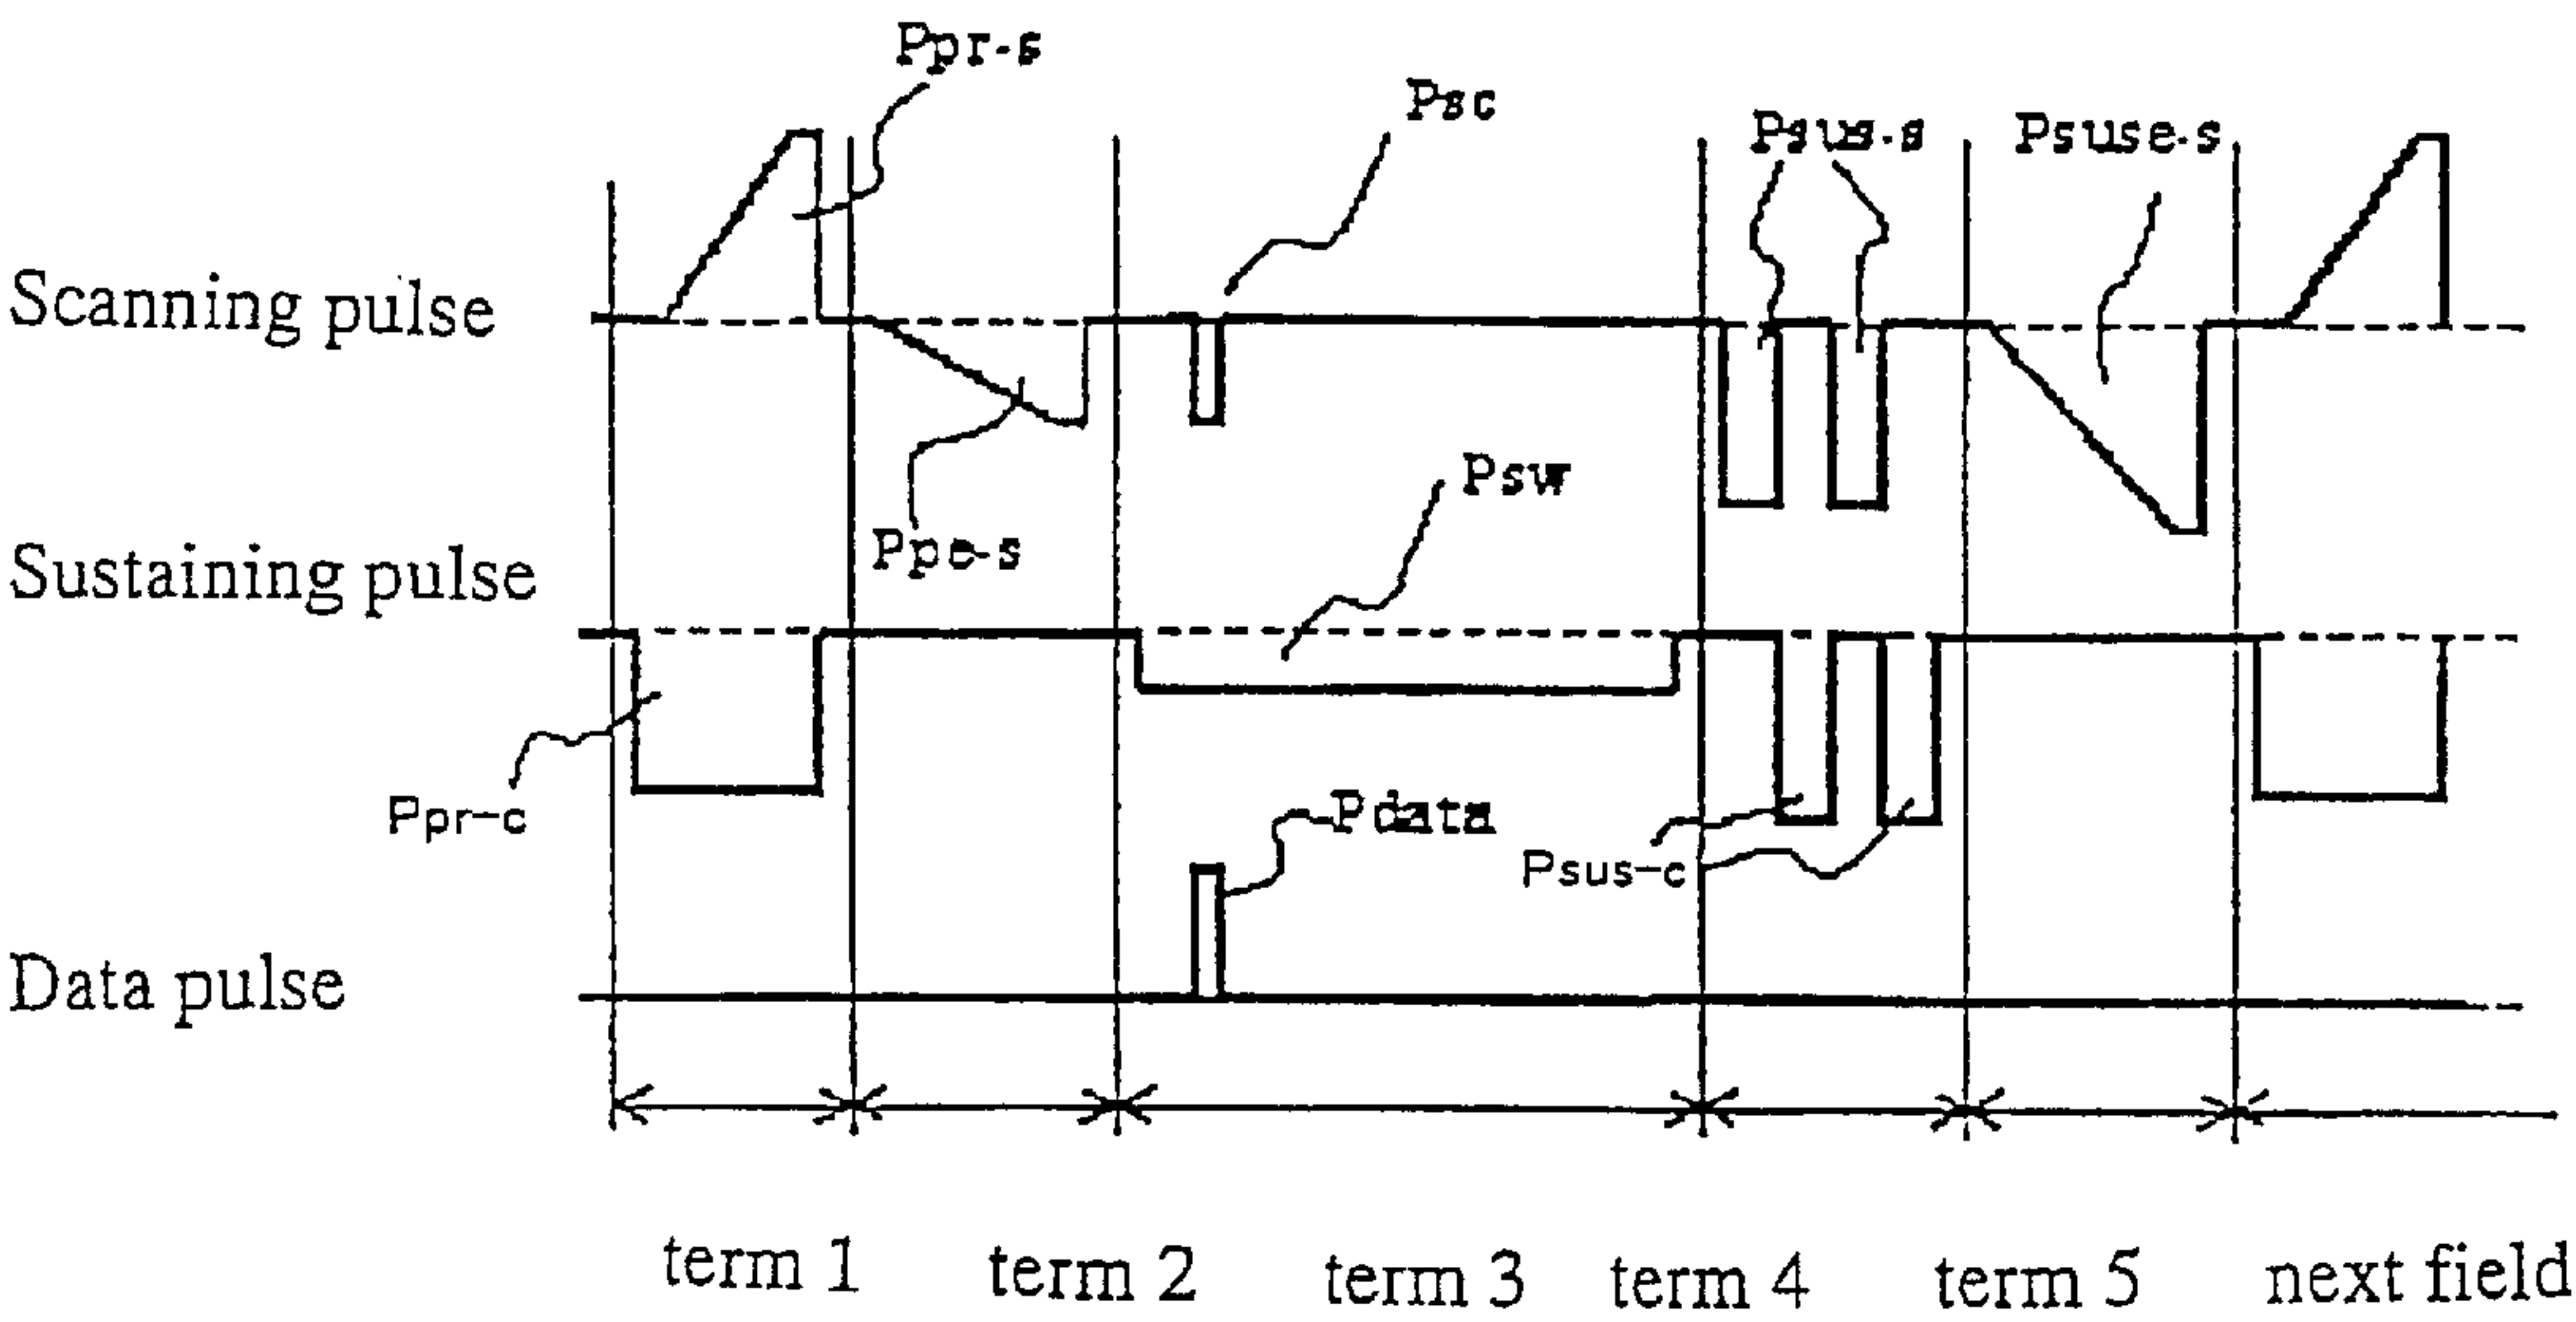 Ppr-s
Psc
Psus-s
Psuse-s
Scanning pulse
Psw
Ppe-s
Sustaining pulse
Ppr-c
Pdata
Psus-c
Data pulse
term 1
term 2
term 3
term 4
term 5
next field